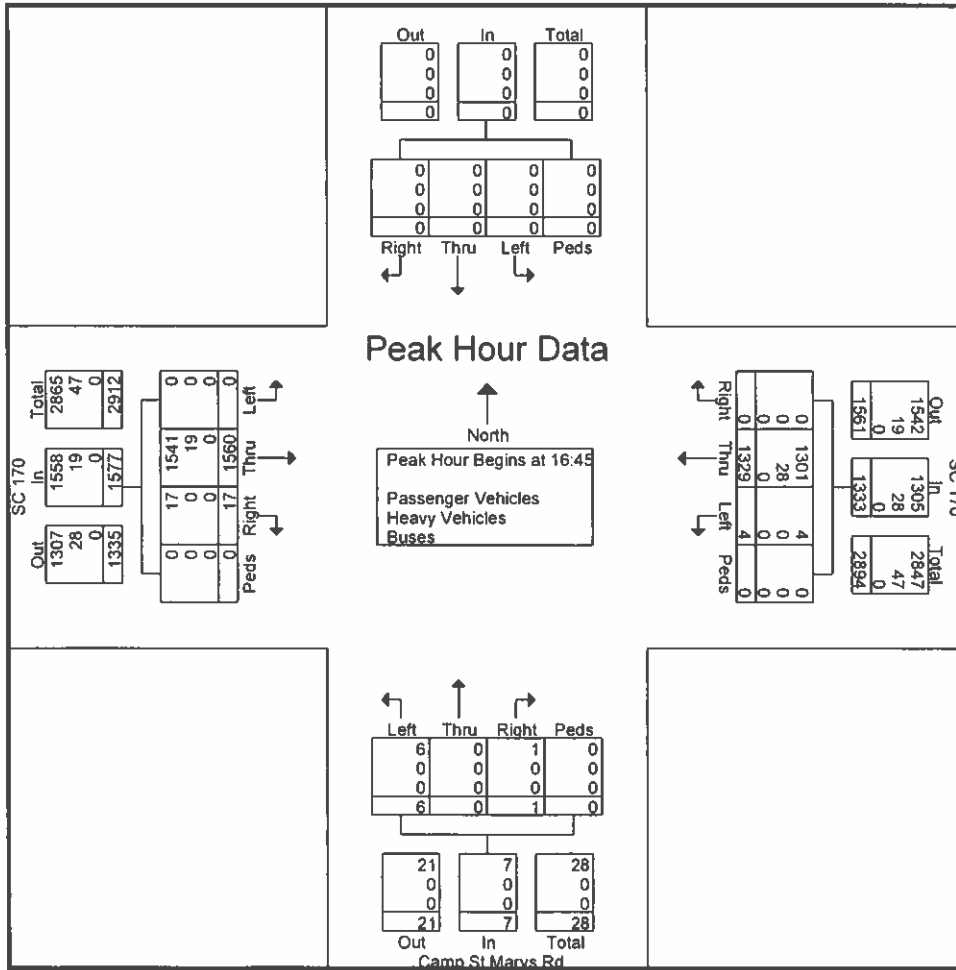 Out In Total
0 0 0
0 0 0
0 0 0
0 0 0
0 0 0 0
0 0 0 0
0 0 0 0
0 0 0 0
Right Thru Left Peds
Peak Hour Data
North
Peak Hour Begins at 16:45
Passenger Vehicles
Heavy Vehicles
Buses
SC 170
Total In Out
2865 1558 1307
47 19 28
0 0 0
2912 1577 1335
0 1541 17 0
0 19 0 0
0 0 0 0
0 1560 17 0
Left Thru Right Peds
Right Thru Left Peds
0 1329 4 0
0 0 0 0
0 28 0 0
0 1301 4 0
1561 1333 2894
0 0 0
19 28 47
1542 1305 2847
Out In Total
SC 170
Left Thru Right Peds
6 0 1 0
0 0 0 0
0 0 0 0
6 0 1 0
21 7 28
0 0 0
0 0 0
21 7 28
Out In Total
Camp St Marys Rd